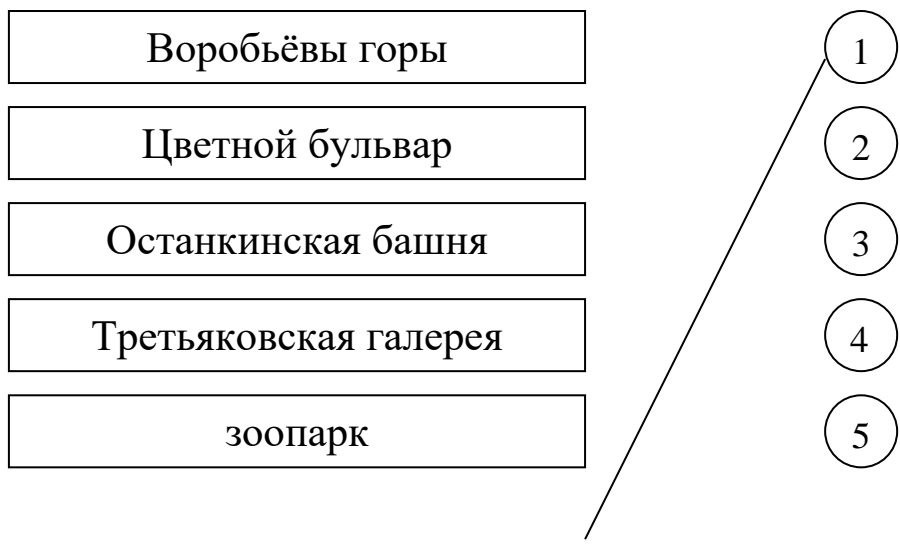 Воробьёвы горы 1
Цветной бульвар 2
Останкинская башня 3
Третьяковская галерея 4
зоопарк 5